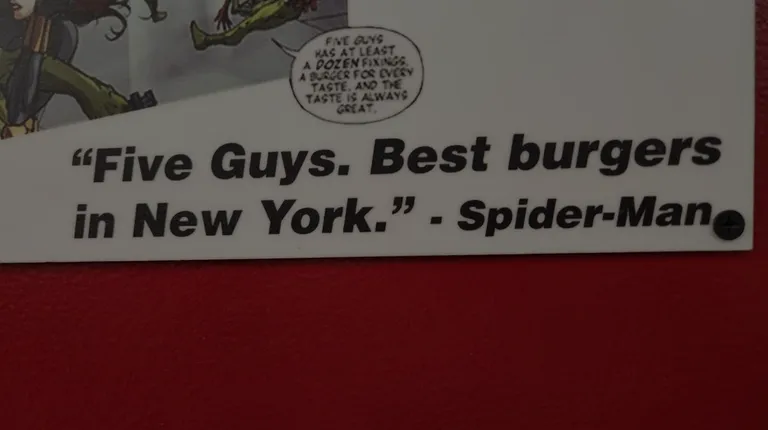 FIVE GUYS
HAS AT LEAST
A DOZEN FIXINGS.
A BURGER FOR EVERY
TASTE. AND THE
TASTE IS ALWAYS
GREAT.
“Five Guys. Best burgers
in New York.” - Spider-Man